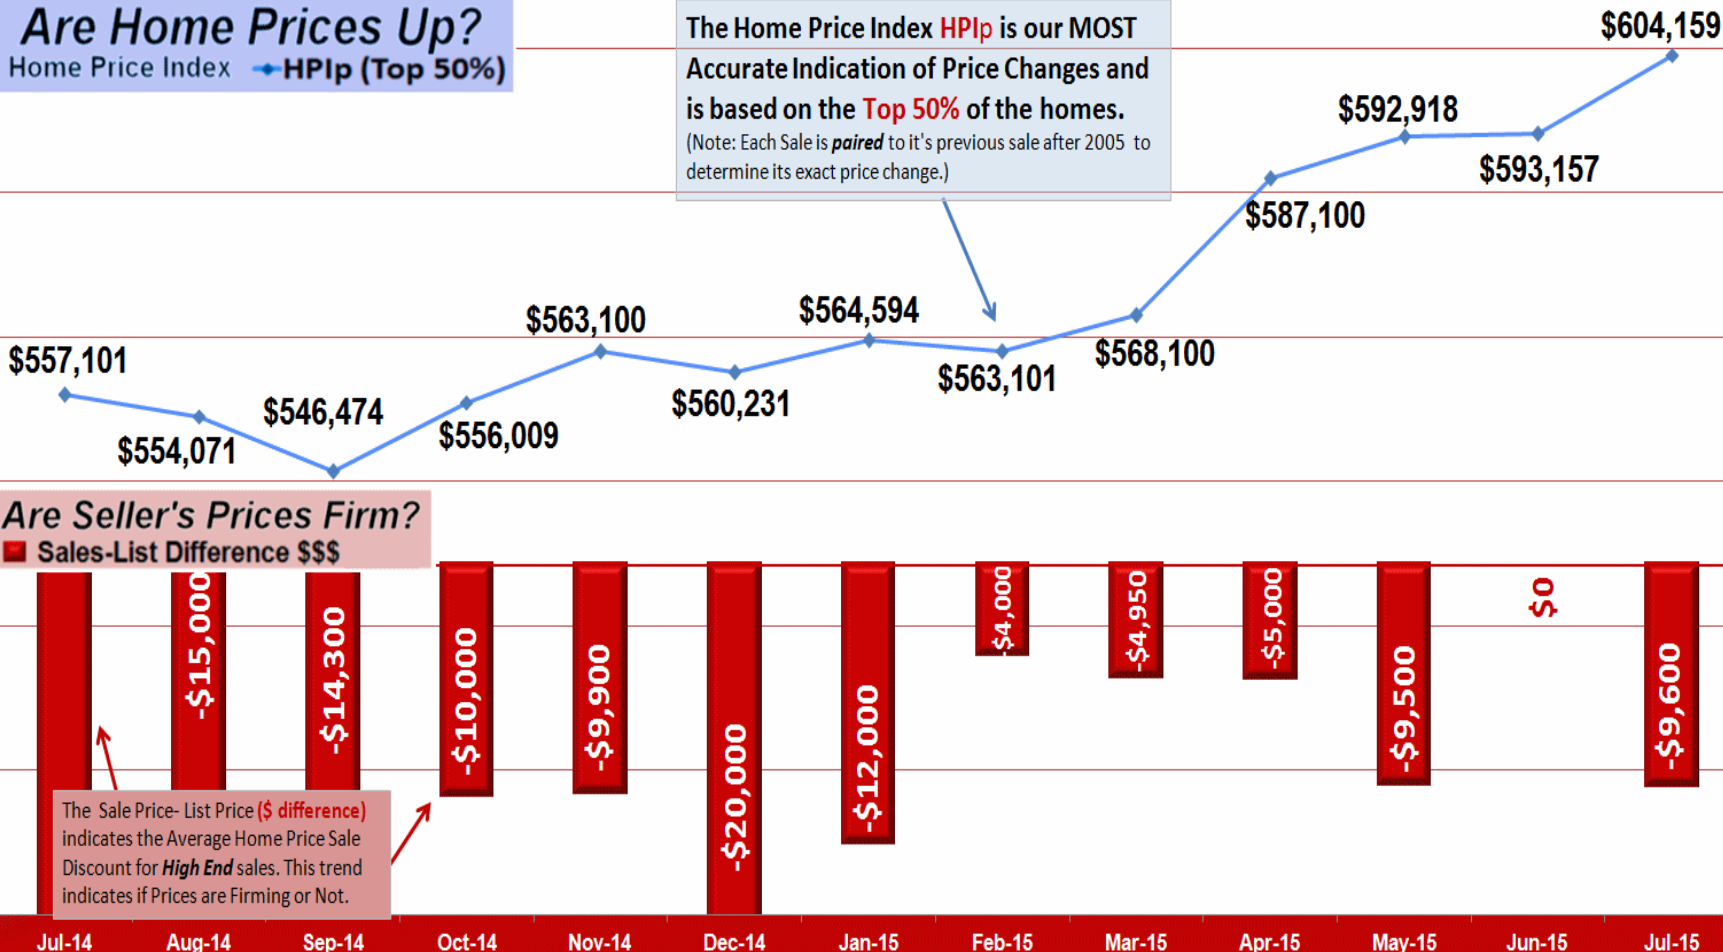 Are Home Prices Up?
Home Price Index HPIp (Top 50%)
The Home Price Index HPIp is our MOST
Accurate Indication of Price Changes and
is based on the Top 50% of the homes.
(Note: Each Sale is paired to it's previous sale after 2005 to
determine its exact price change.)
$557,101
$554,071
$546,474
$556,009
$563,100
$560,231
$564,594
$563,101
$568,100
$587,100
$592,918
$593,157
$604,159
Are Seller's Prices Firm?
Sales-List Difference $$$
-$15,000
-$14,300
-$10,000
-$9,900
-$20,000
-$12,000
-$4,000
-$4,950
-$5,000
-$9,500
$0
-$9,600
The Sale Price- List Price ($ difference)
indicates the Average Home Price Sale
Discount for High End sales. This trend
indicates if Prices are Firming or Not.
Jul-14 Aug-14 Sep-14 Oct-14 Nov-14 Dec-14 Jan-15 Feb-15 Mar-15 Apr-15 May-15 Jun-15 Jul-15